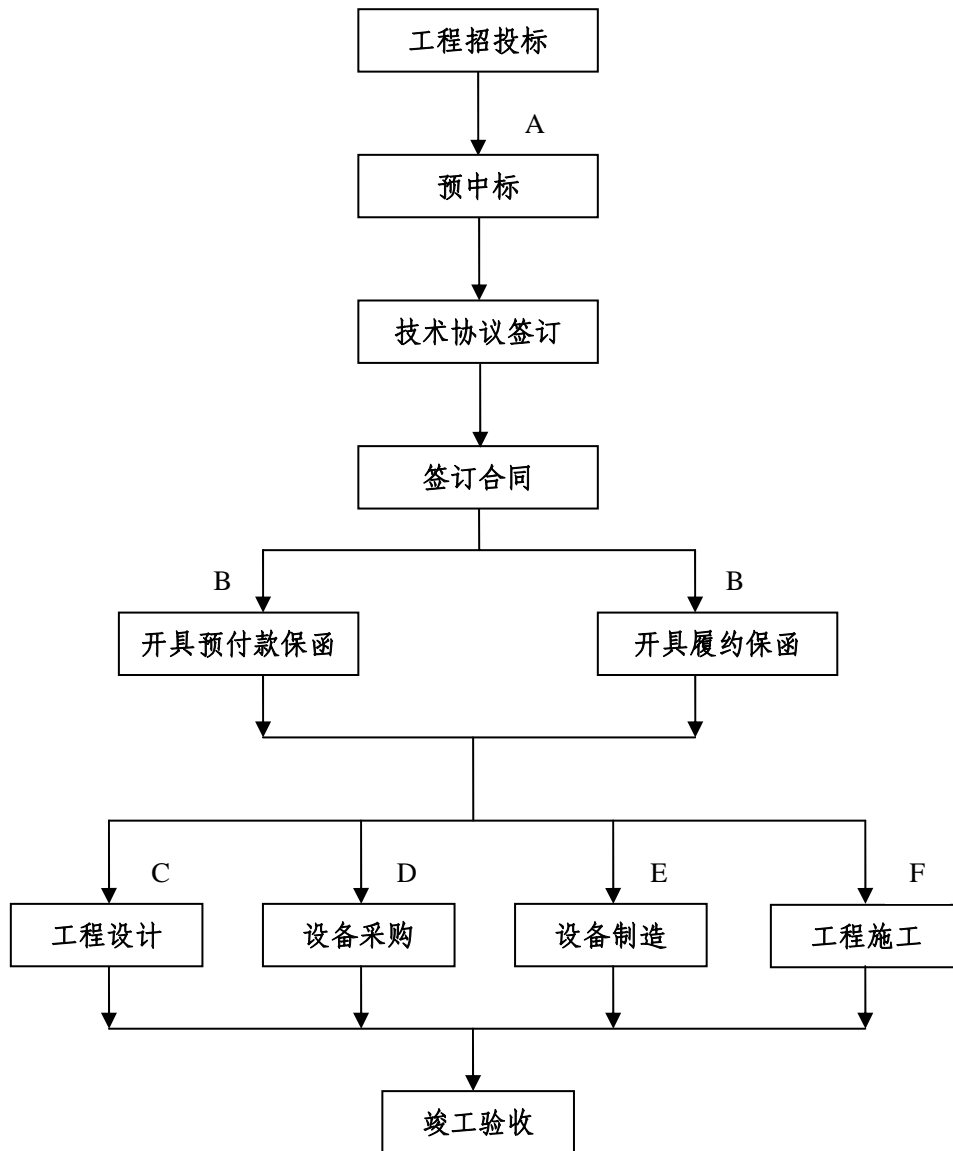 工程招投标
A
预中标
技术协议签订
签订合同
B B
开具预付款保函 开具履约保函
C D E F
工程设计 设备采购 设备制造 工程施工
竣工验收